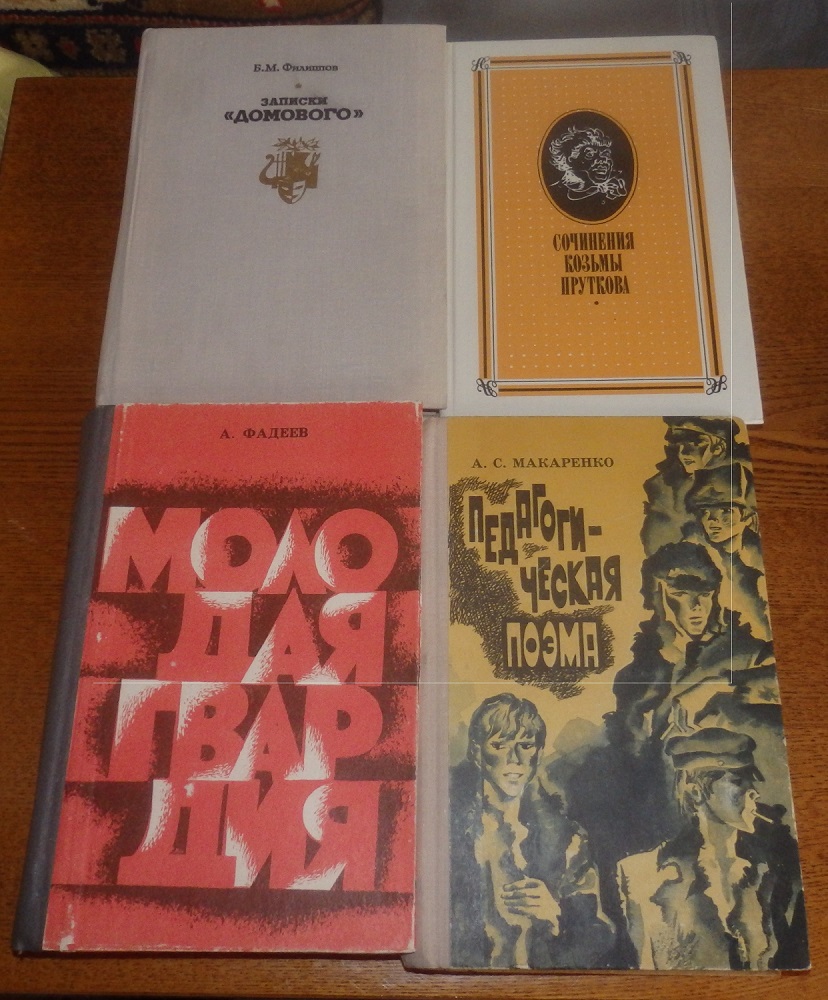 Б.М. Филиппов
ЗАПИСКИ
«ДОМОВОГО»
СОЧИНЕНИЯ
КОЗЬМЫ
ПРУТКОВА
А. ФАДЕЕВ
МОЛО
ДАЯ
ГВАР
ДИЯ
А. С. МАКАРЕНКО
ПЕДАГОГИ-
ЧЕСКАЯ
ПОЭМА